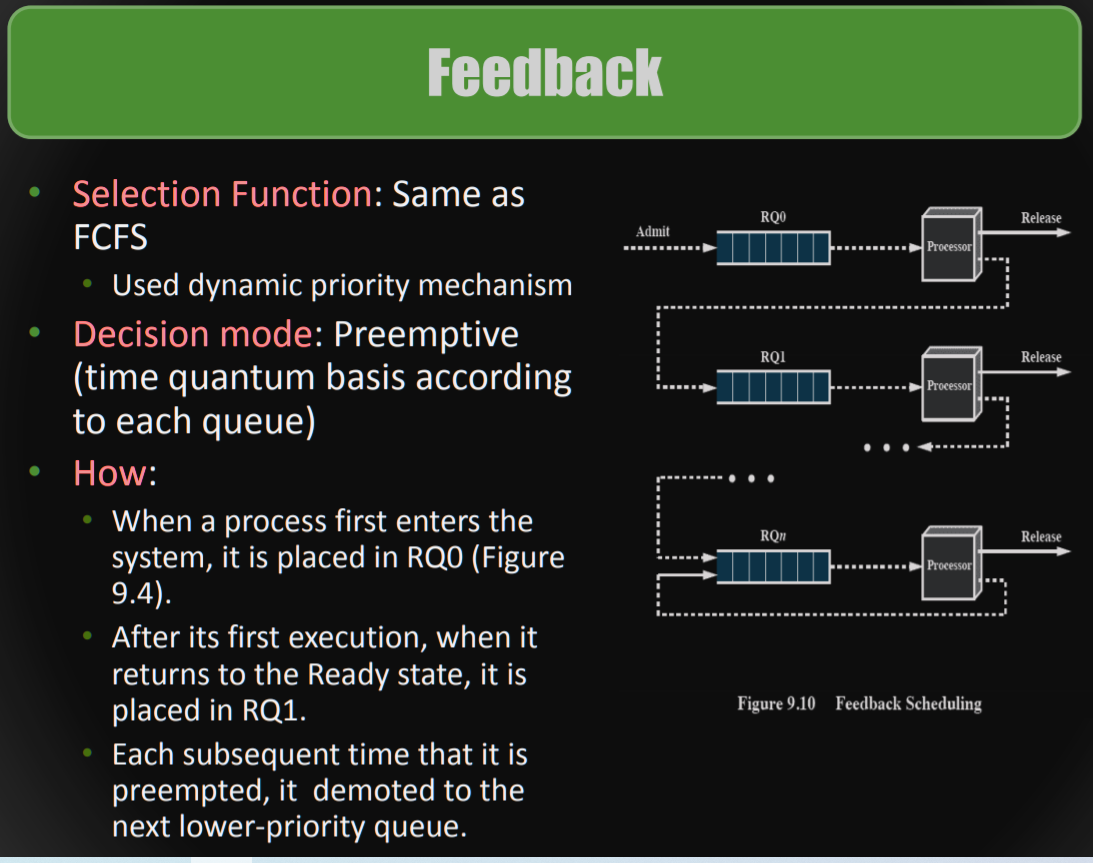 Feedback
• Selection Function: Same as
FCFS
• Used dynamic priority mechanism
• Decision mode: Preemptive
(time quantum basis according
to each queue)
• How:
• When a process first enters the
system, it is placed in RQ0 (Figure
9.4).
• After its first execution, when it
returns to the Ready state, it is
placed in RQ1.
• Each subsequent time that it is
preempted, it  demoted to the
next lower-priority queue.
Admit
RQ0
Processor
Release
RQ1
Processor
Release
• • •
• • •
RQn
Processor
Release
Figure 9.10 Feedback Scheduling